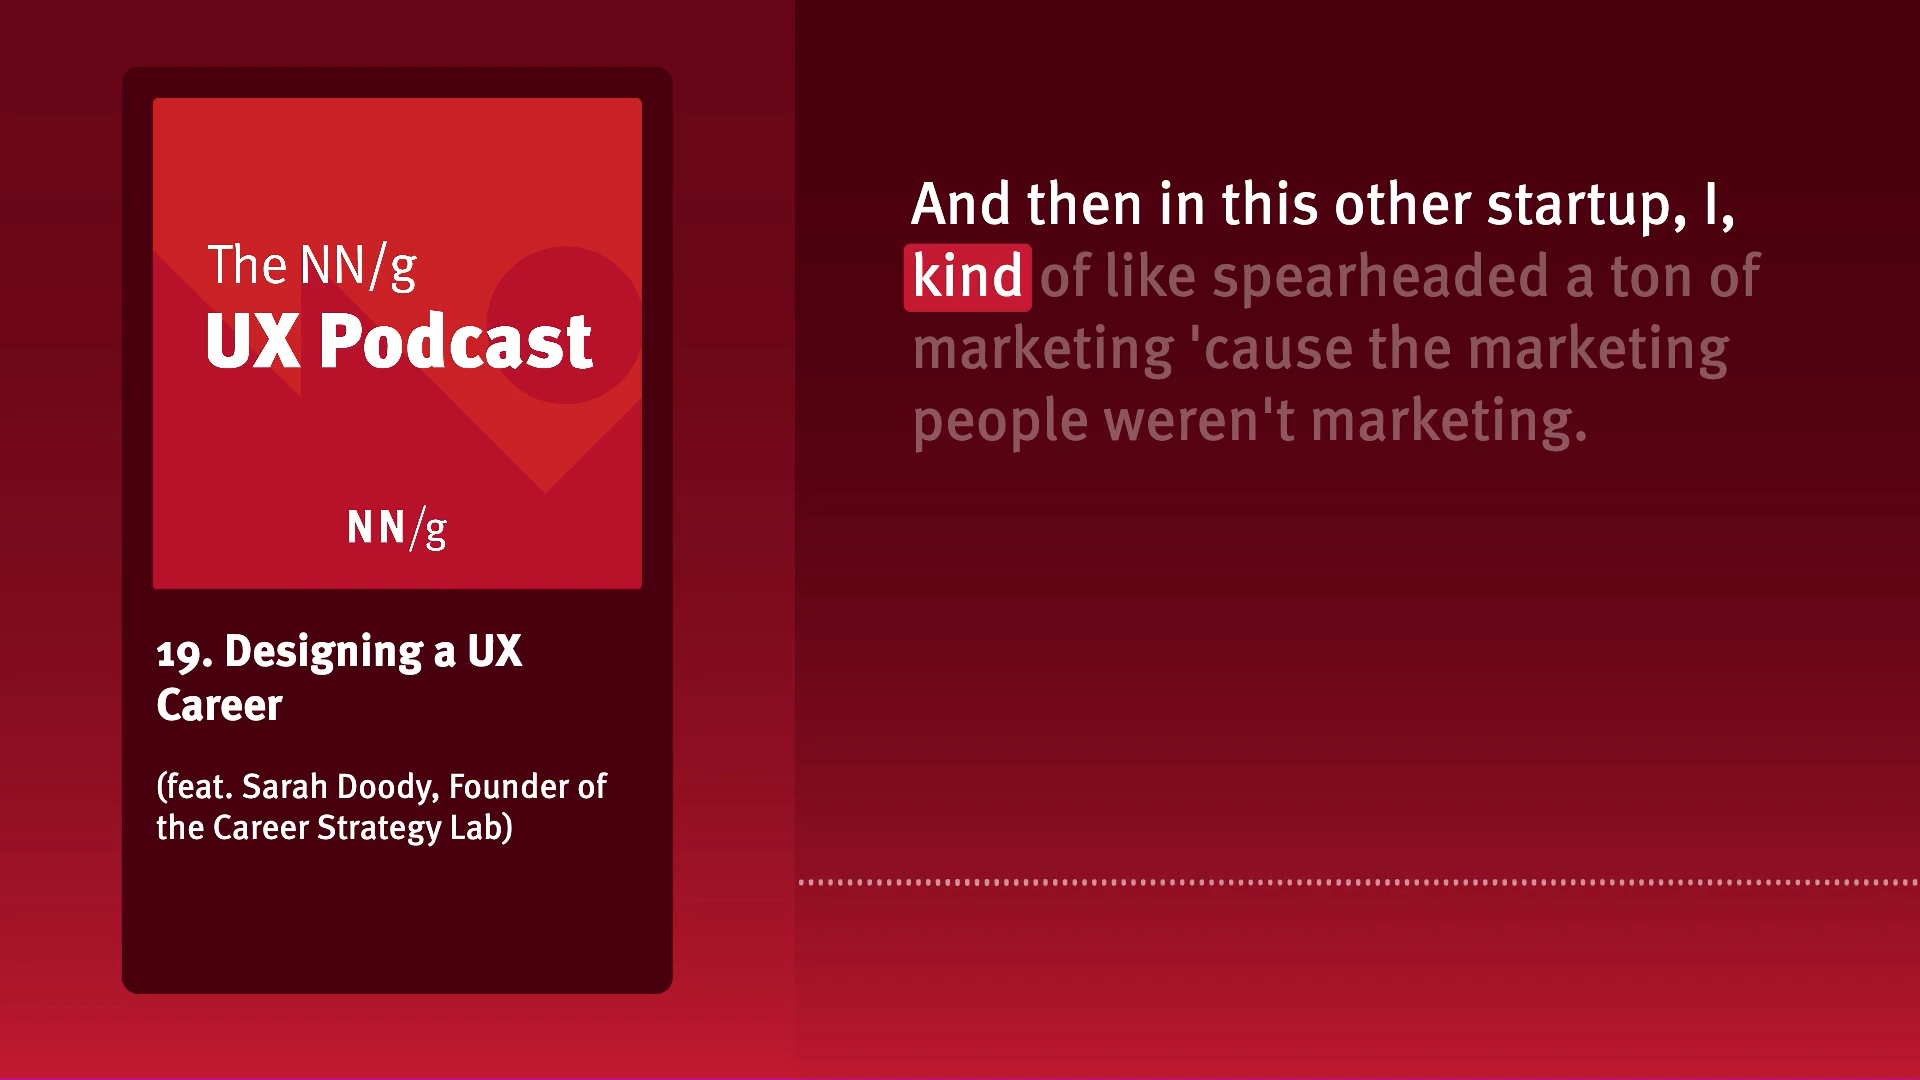 The NN/g
UX Podcast
NN/g
19. Designing a UX
Career
(feat. Sarah Doody, Founder of
the Career Strategy Lab)
And then in this other startup, I,
kind of like spearheaded a ton of
marketing 'cause the marketing
people weren't marketing.